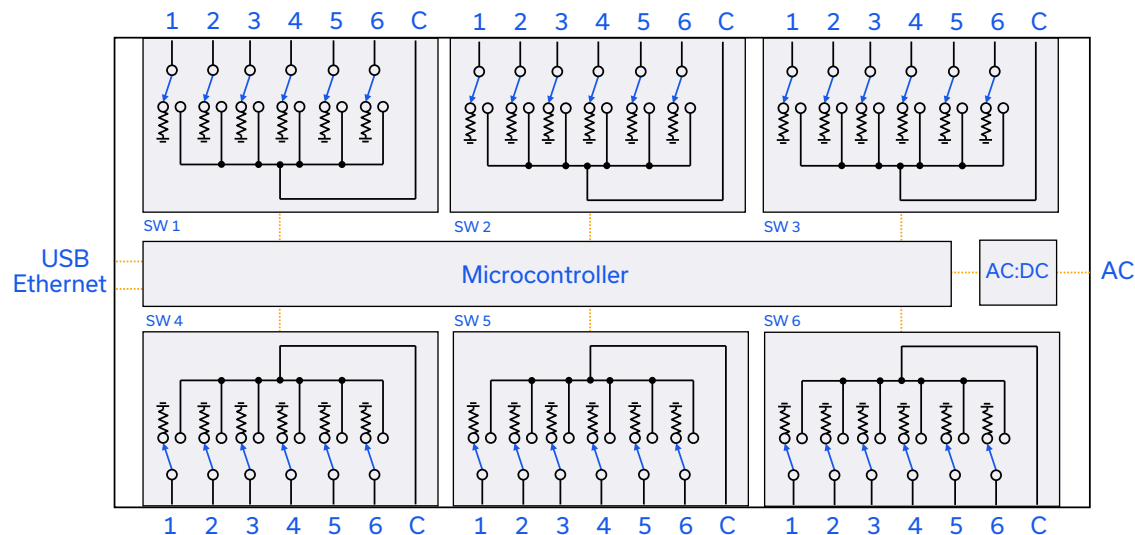 1 2 3 4 5 6 C 1 2 3 4 5 6 C 1 2 3 4 5 6 C
SW 1 SW 2 SW 3
USB
Ethernet
Microcontroller
AC:DC
AC
SW 4 SW 5 SW 6
1 2 3 4 5 6 C 1 2 3 4 5 6 C 1 2 3 4 5 6 C